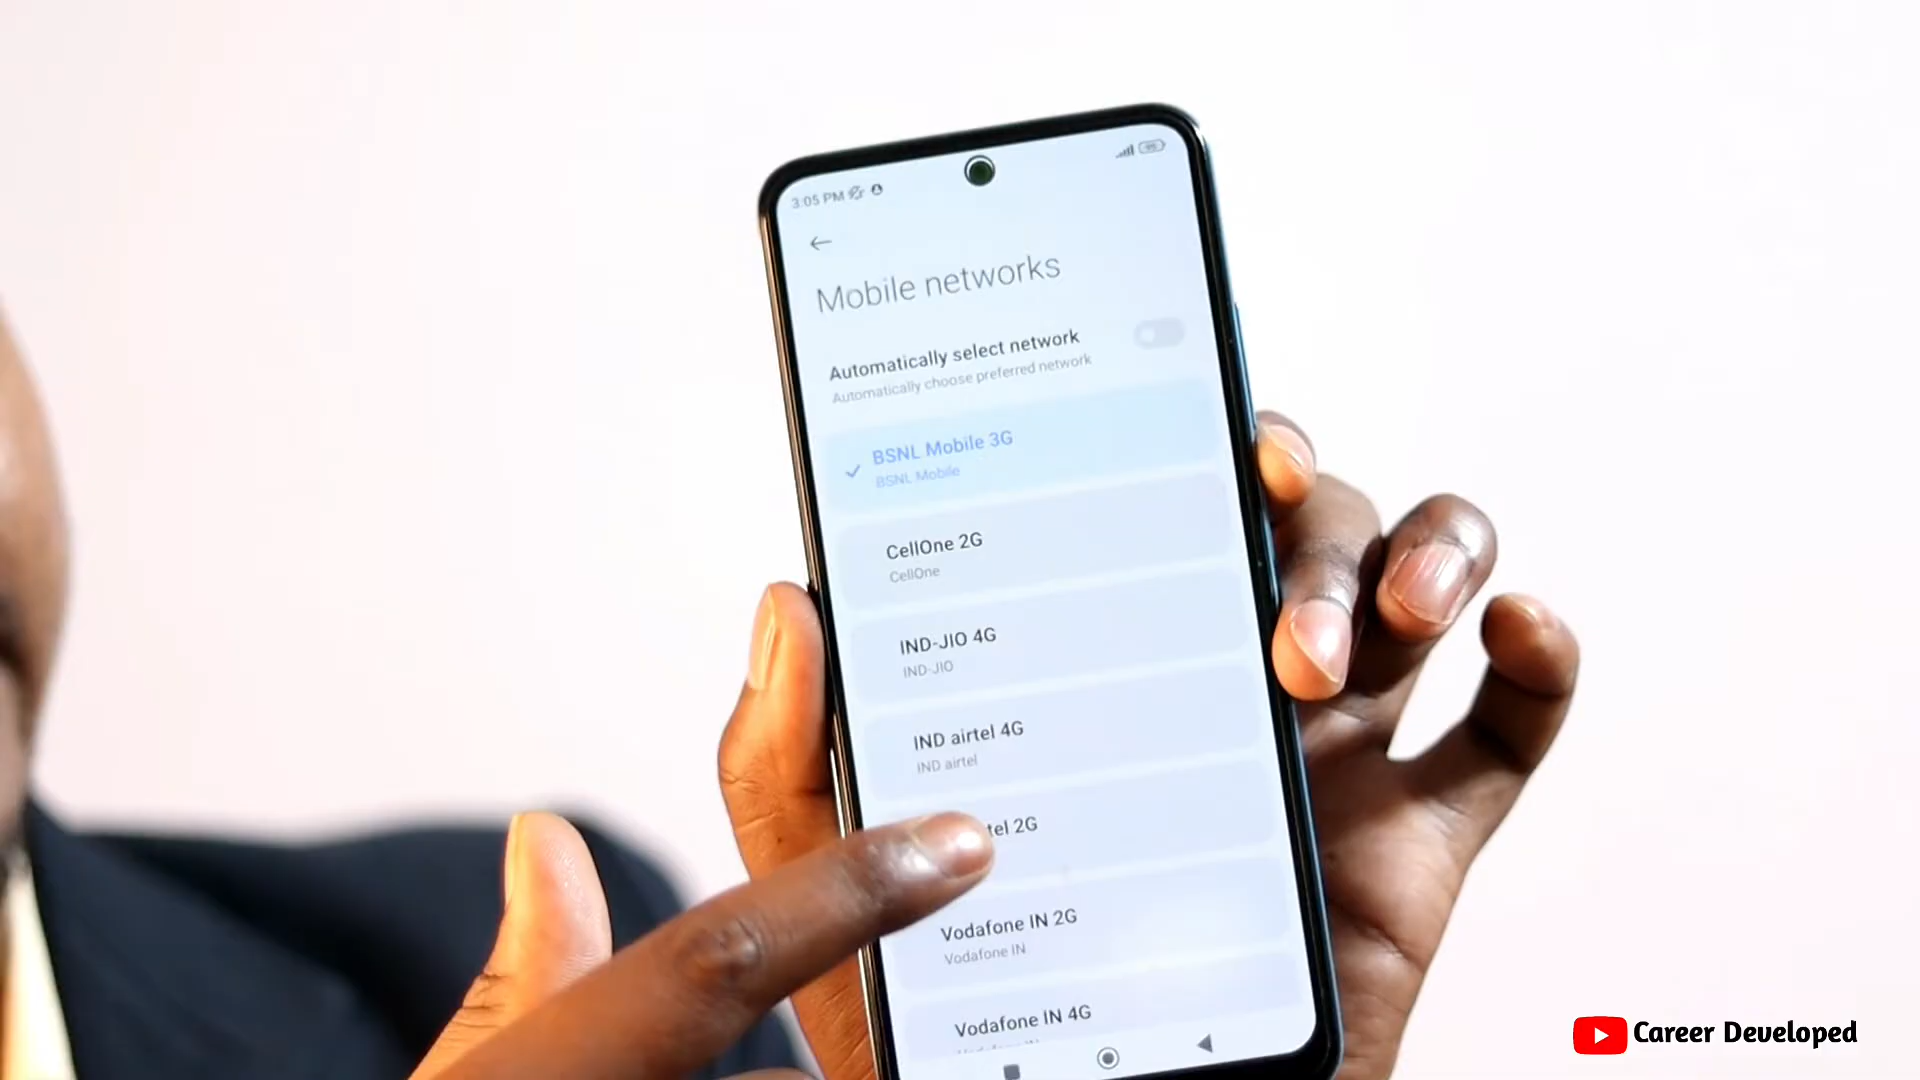 3:05 PM
Mobile networks
Automatically select network
Automatically choose preferred network
BSNL Mobile 3G
BSNL Mobile
CellOne 2G
CellOne
IND-JIO 4G
IND-JIO
IND airtel 4G
IND airtel
tel 2G
Vodafone IN 2G
Vodafone IN
Vodafone IN 4G
Career Developed